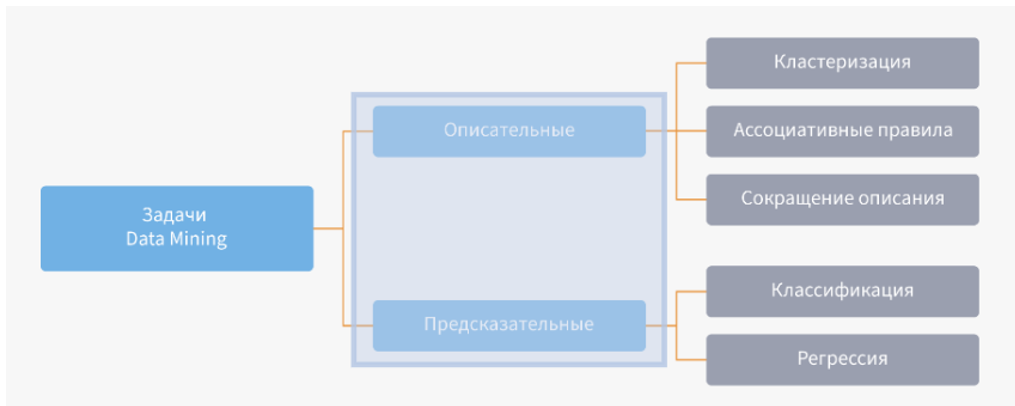 Задачи
Data Mining
Описательные
Кластеризация
Ассоциативные правила
Сокращение описания
Предсказательные
Классификация
Регрессия